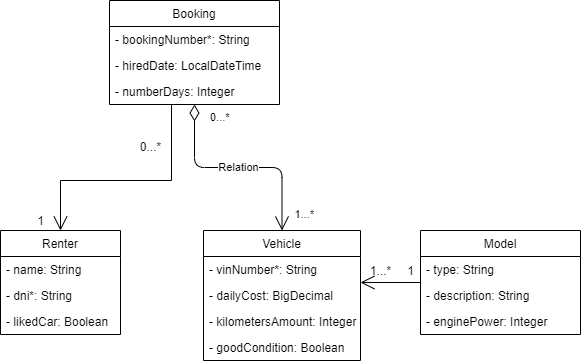 Booking
- bookingNumber*: String
- hiredDate: LocalDateTime
- numberDays: Integer
0...*
0...*
Relation
1
1...*
Renter
- name: String
- dni*: String
- likedCar: Boolean
Vehicle
- vinNumber*: String
- dailyCost: BigDecimal
- kilometersAmount: Integer
- goodCondition: Boolean
1...*
1
Model
- type: String
- description: String
- enginePower: Integer